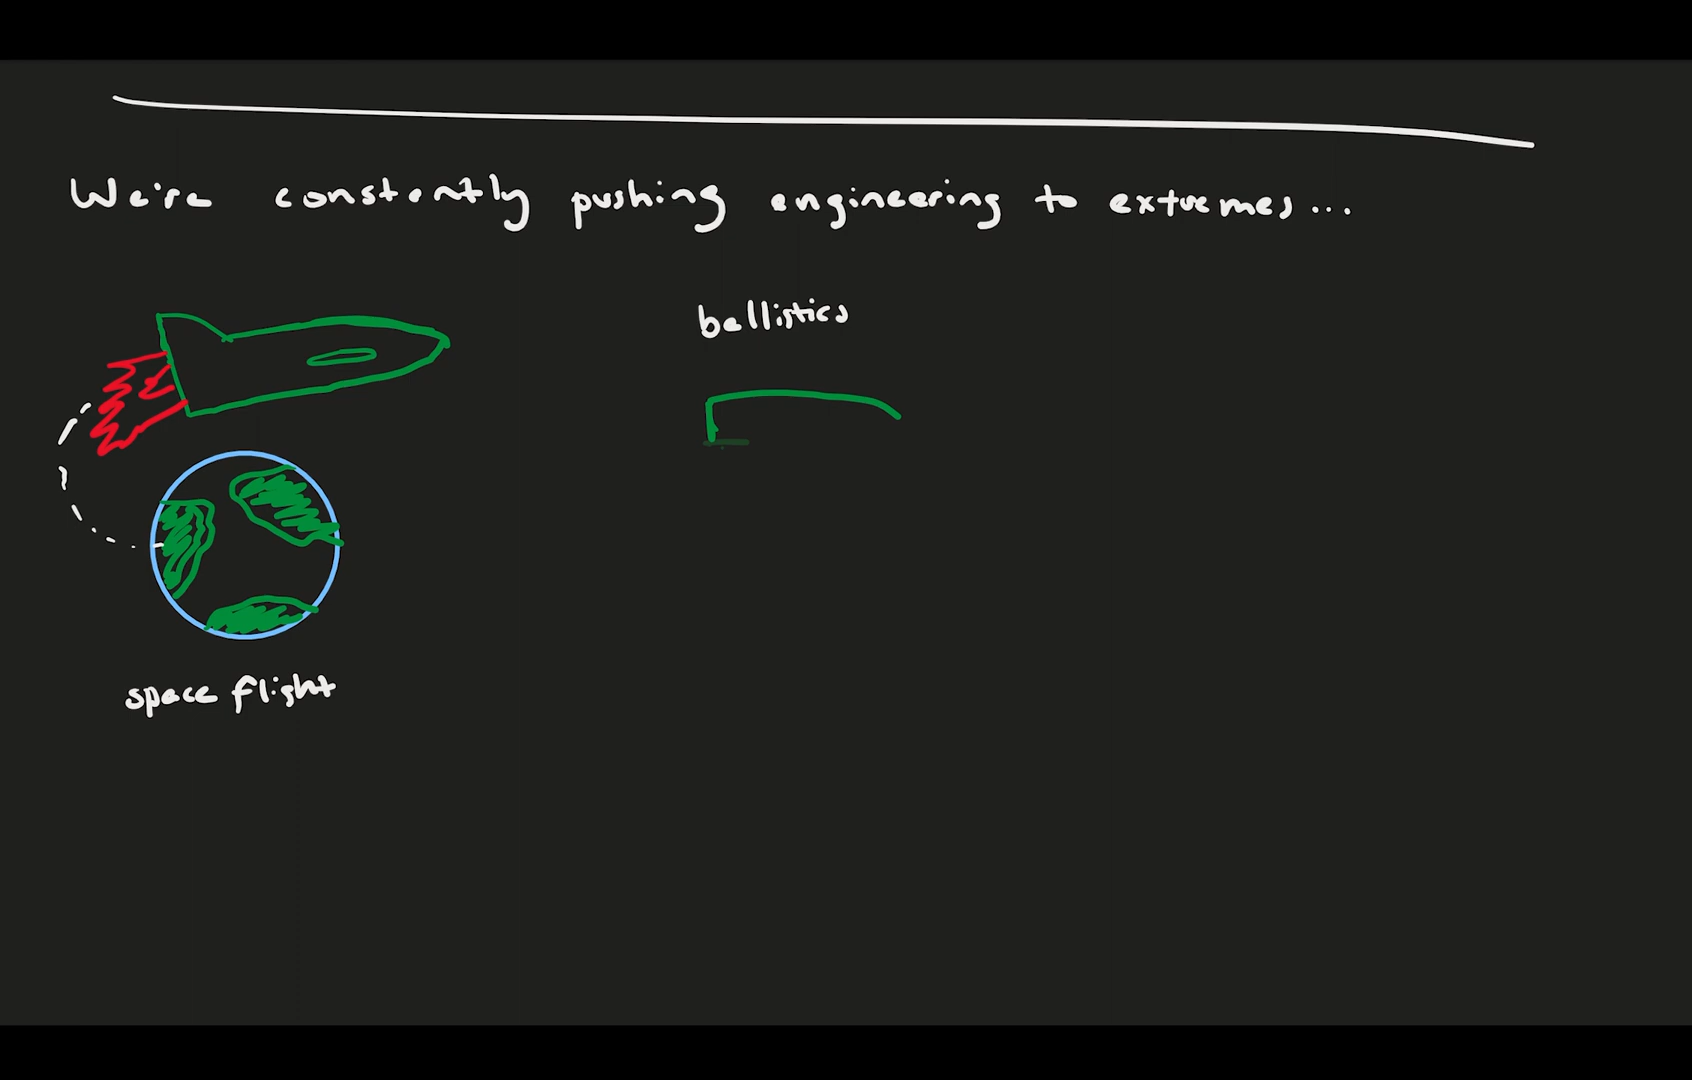 We're constantly pushing engineering to extremes...
ballistics
space flight